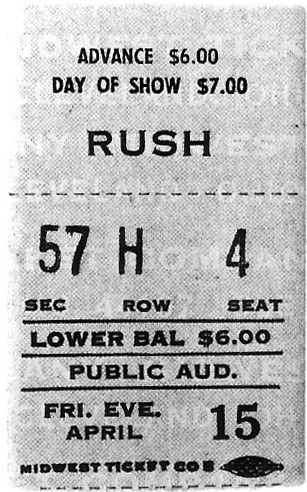 ADVANCE $6.00
DAY OF SHOW $7.00
RUSH
57 H 4
SEC ROW SEAT
LOWER BAL $6.00
PUBLIC AUD.
FRI. EVE.
APRIL 15
MIDWEST TICKET CO